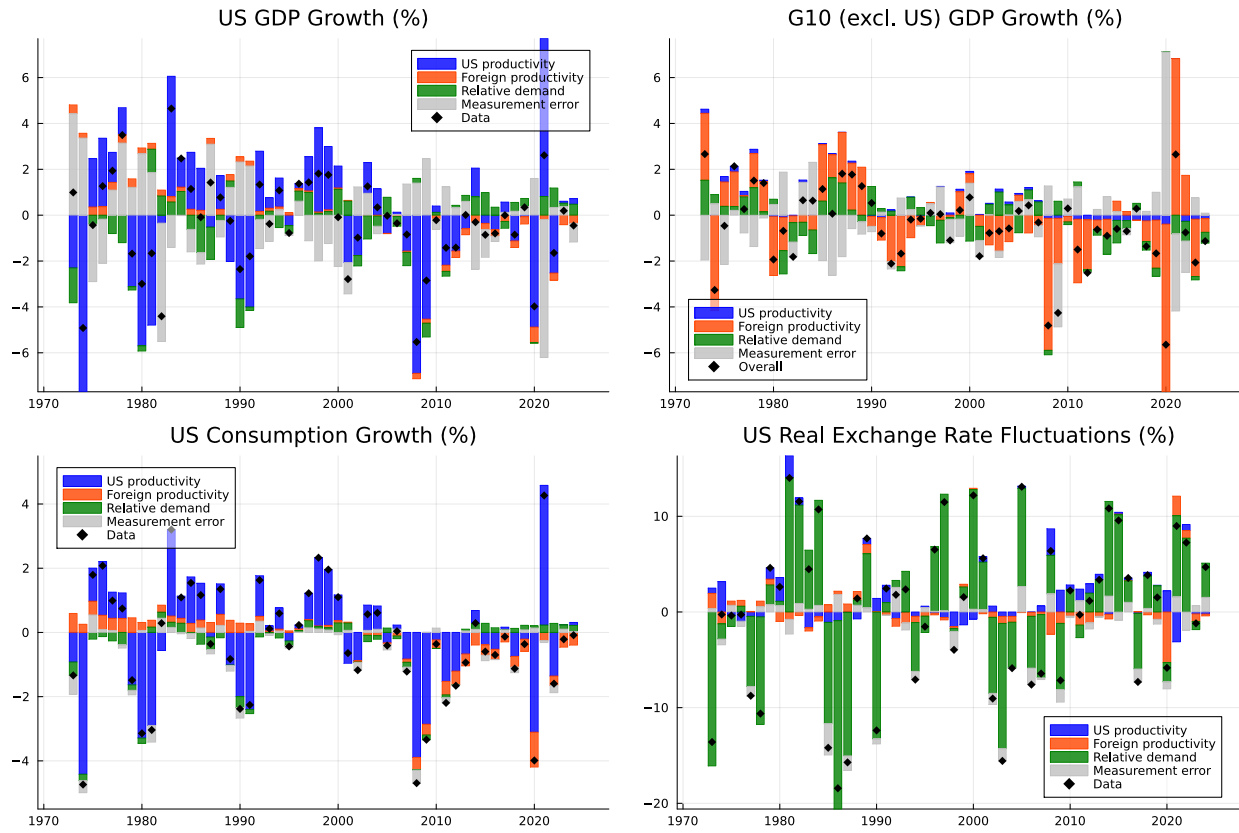 US GDP Growth (%)
6
4
2
0
−2
−4
−6
1970
1980
1990
2000
2010
2020
US productivity
Foreign productivity
Relative demand
Measurement error
Data
G10 (excl. US) GDP Growth (%)
6
4
2
0
−2
−4
−6
1970
1980
1990
2000
2010
2020
US productivity
Foreign productivity
Relative demand
Measurement error
Overall
US Consumption Growth (%)
4
2
0
−2
−4
1970
1980
1990
2000
2010
2020
US productivity
Foreign productivity
Relative demand
Measurement error
Data
US Real Exchange Rate Fluctuations (%)
10
0
−10
−20
1970
1980
1990
2000
2010
2020
US productivity
Foreign productivity
Relative demand
Measurement error
Data